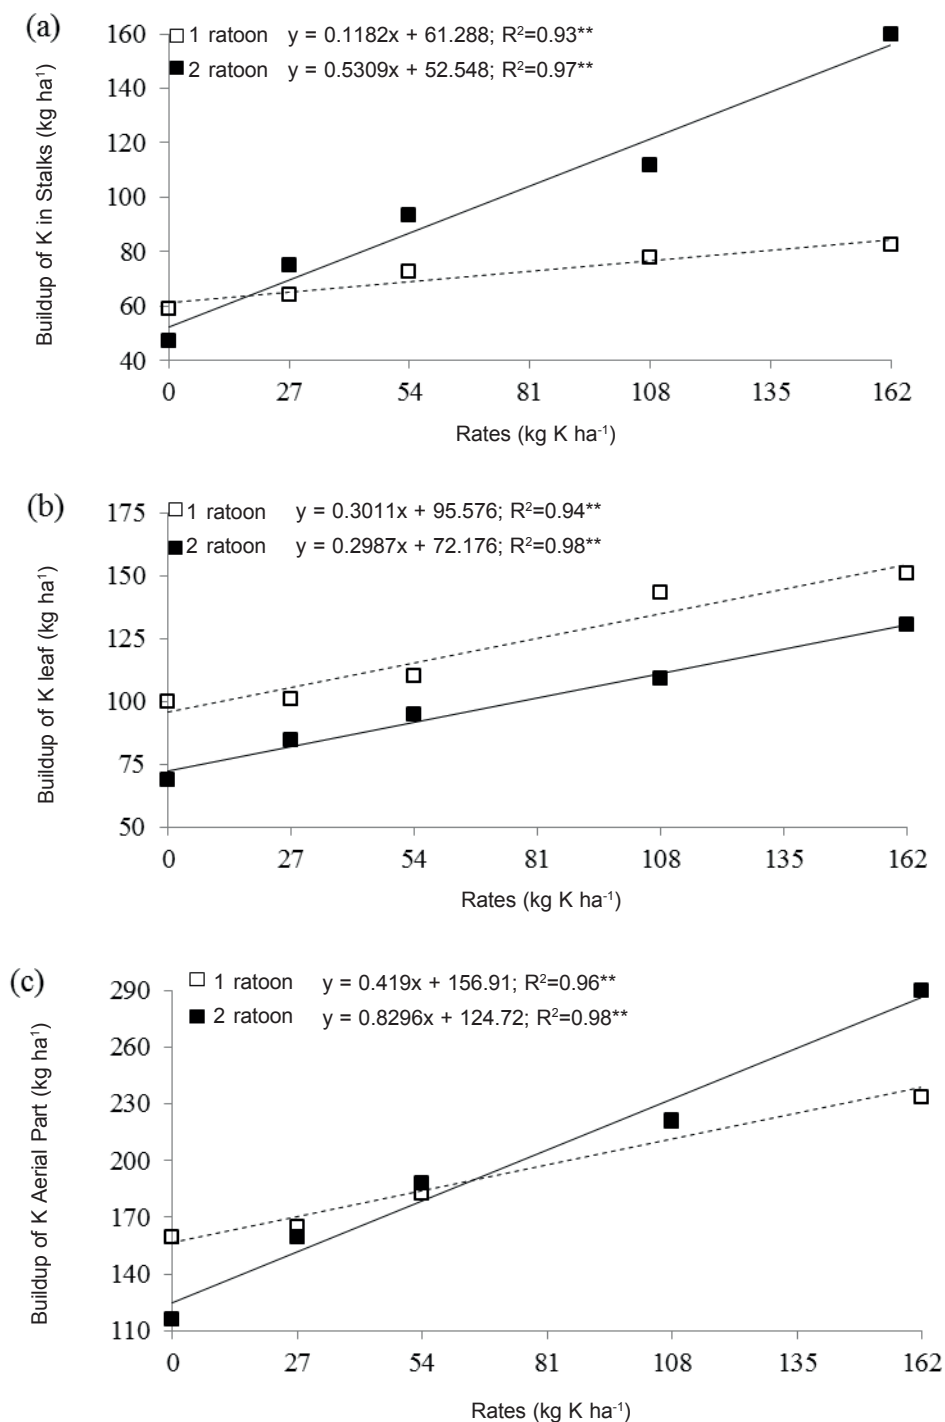 (a)
1 ratoon y = 0.1182x + 61.288; R²=0.93**
2 ratoon y = 0.5309x + 52.548; R²=0.97**
Buildup of K in Stalks (kg ha¹)
160
140
120
100
80
60
40
0 27 54 81 108 135 162
Rates (kg K ha⁻¹)
(b)
1 ratoon y = 0.3011x + 95.576; R²=0.94**
2 ratoon y = 0.2987x + 72.176; R²=0.98**
Buildup of K leaf (kg ha¹)
175
150
125
100
75
50
0 27 54 81 108 135 162
Rates (kg K ha⁻¹)
(c)
1 ratoon y = 0.419x + 156.91; R²=0.96**
2 ratoon y = 0.8296x + 124.72; R²=0.98**
Buildup of K Aerial Part (kg ha¹)
290
260
230
200
170
140
110
0 27 54 81 108 135 162
Rates (kg K ha⁻¹)